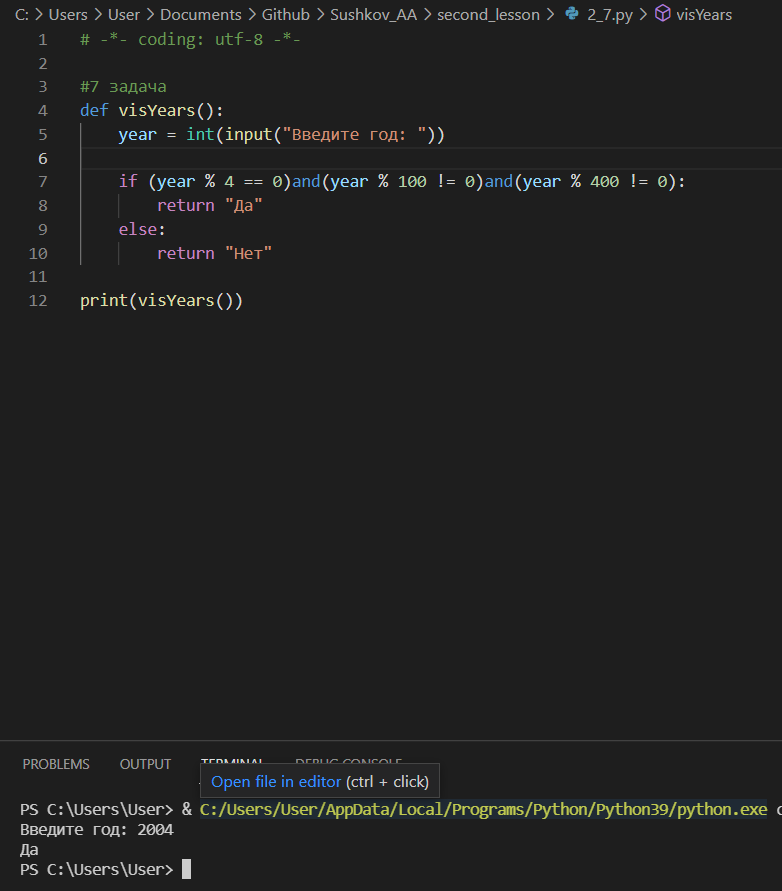 C: > Users > User > Documents > Github > Sushkov_AA > second_lesson > 2_7.py > visYears
1 # -*- coding: utf-8 -*-
2
3 #7 задача
4 def visYears():
5 year = int(input("Введите год: "))
6
7 if (year % 4 == 0)and(year % 100 != 0)and(year % 400 != 0):
8 return "Да"
9 else:
10 return "Нет"
11
12 print(visYears())
PROBLEMS OUTPUT TERMINAL DEBUG CONSOLE
Open file in editor (ctrl + click)
PS C:\Users\User> & C:/Users/User/AppData/Local/Programs/Python/Python39/python.exe
Введите год: 2004
Да
PS C:\Users\User>